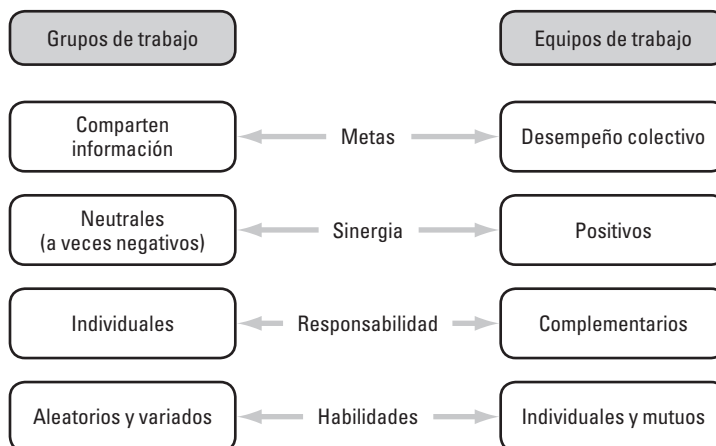 Grupos de trabajo
Equipos de trabajo
Comparten
información
Metas
Desempeño colectivo
Neutrales
(a veces negativos)
Sinergia
Positivos
Individuales
Responsabilidad
Complementarios
Aleatorios y variados
Habilidades
Individuales y mutuos